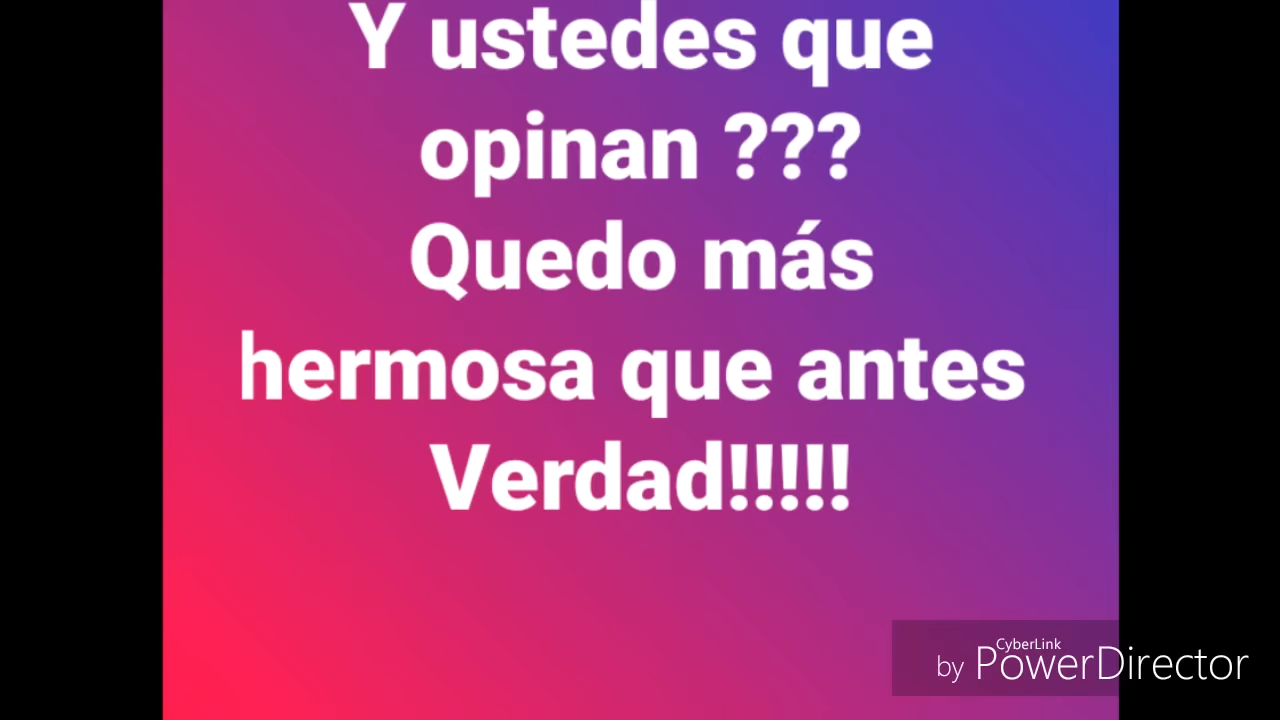 Y ustedes que
opinan ???
Quedo más
hermosa que antes
Verdad!!!!!
CyberLink
by PowerDirector